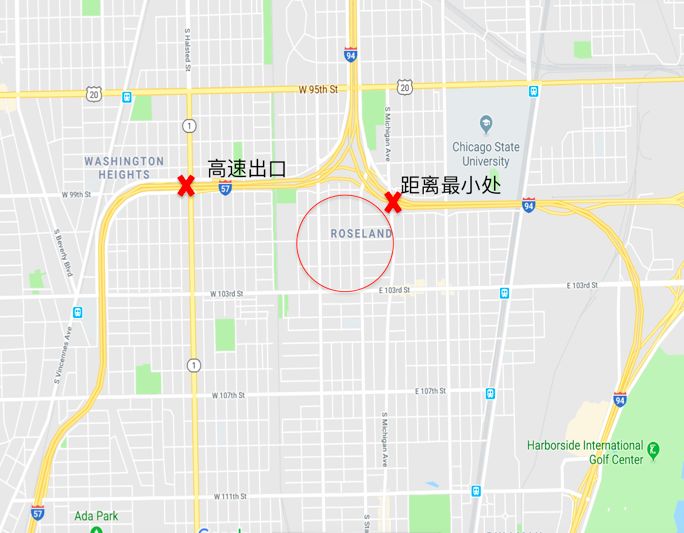 S Halsted St
94
20
W 95th St
20
1
S Michigan Ave
Chicago State
University
WASHINGTON
HEIGHTS
高速出口
57
距离最小处
W 99th St
94
ROSELAND
S Beverly Blvd
W 103rd St
E 103rd St
E 103rd St
S Vincennes Ave
1
W 107th St
E 107th St
94
S Michigan Ave
Harborside International
Golf Center
W 111th St
57
Ada Park